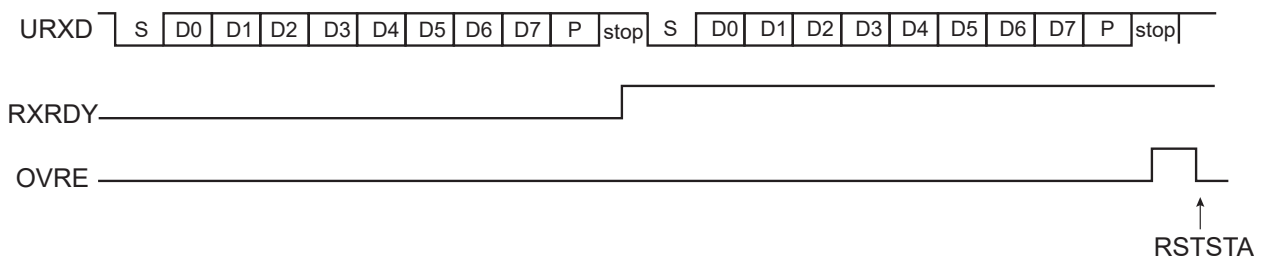 URXD S D0 D1 D2 D3 D4 D5 D6 D7 P stop S D0 D1 D2 D3 D4 D5 D6 D7 P stop
RXRDY
OVRE
RSTSTA